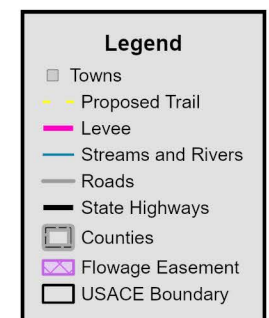 Legend
Towns
Proposed Trail
Levee
Streams and Rivers
Roads
State Highways
Counties
Flowage Easement
USACE Boundary